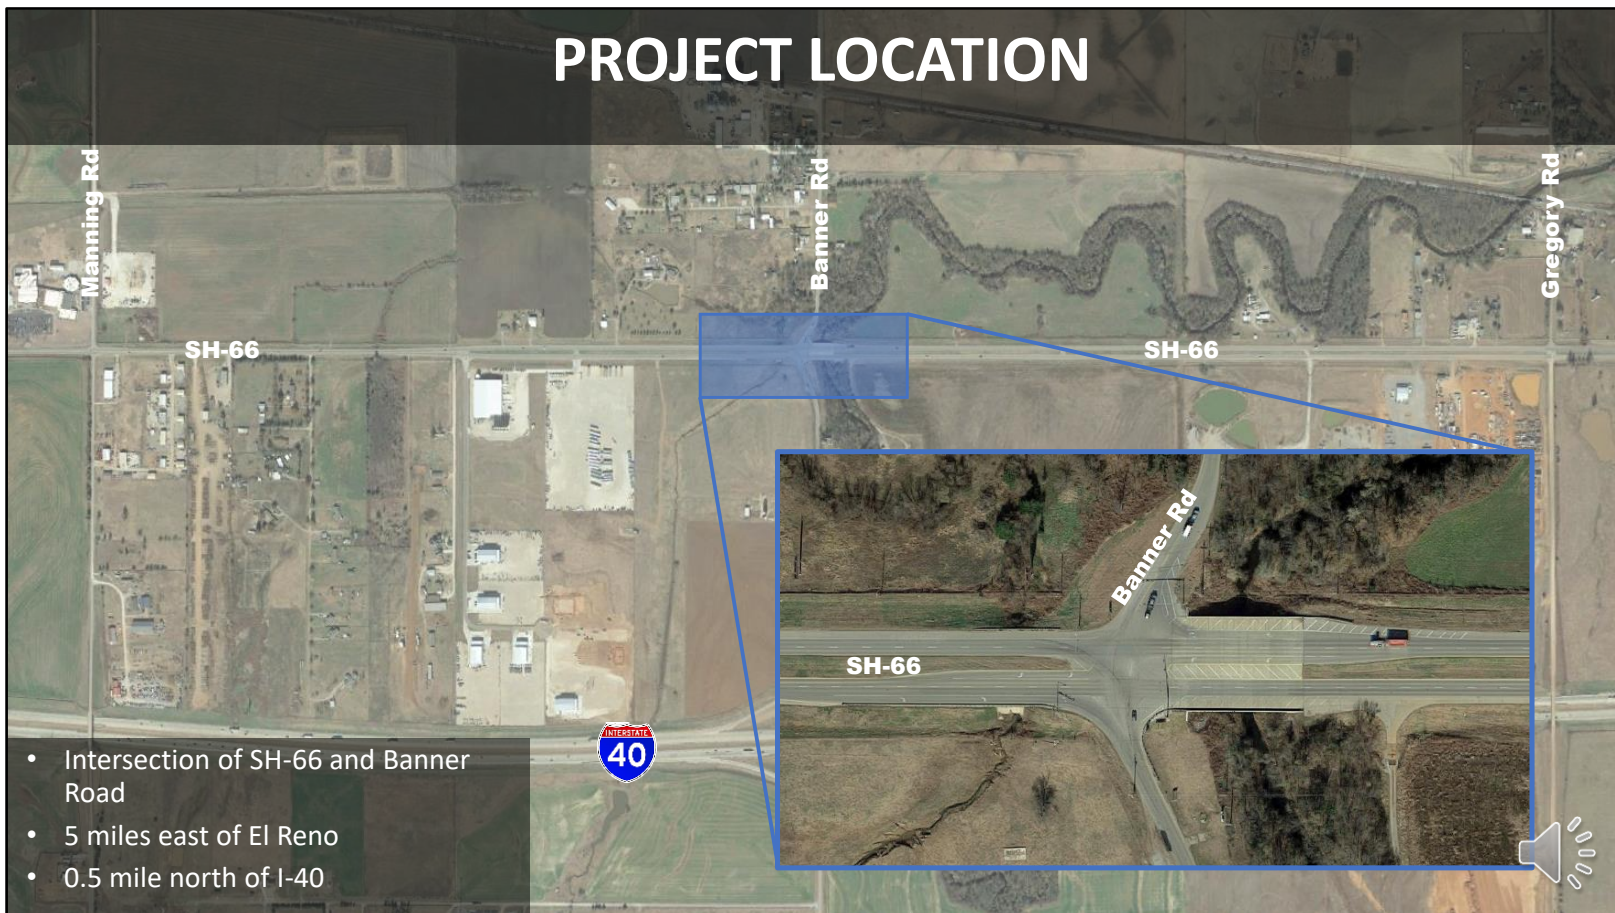 PROJECT LOCATION
Manning Rd
Banner Rd
Gregory Rd
SH-66
SH-66
Banner Rd
SH-66
INTERSTATE
40
• Intersection of SH-66 and Banner
Road
• 5 miles east of El Reno
• 0.5 mile north of I-40